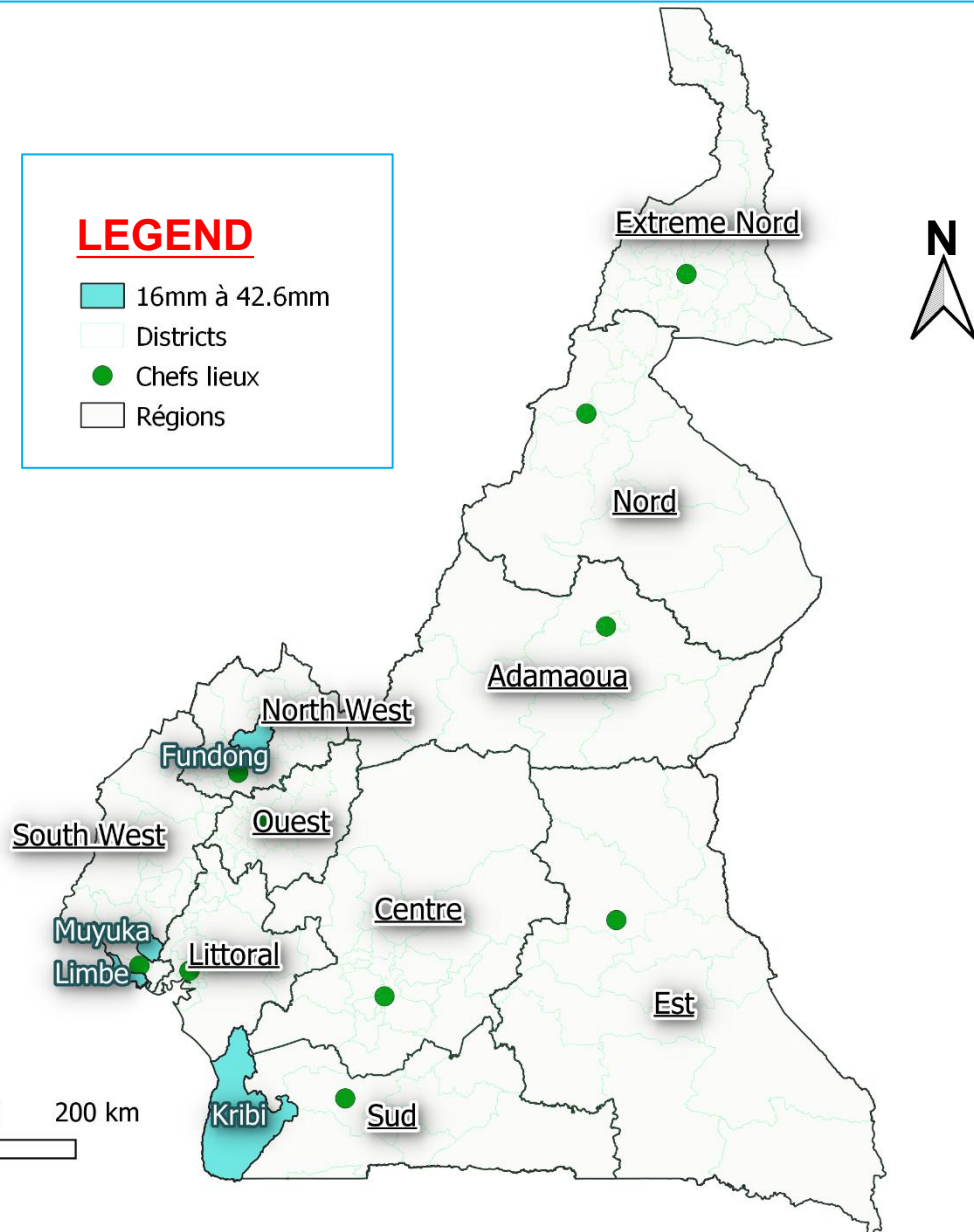 Extreme Nord
N
LEGEND
16mm à 42.6mm
Districts
Chefs lieux
Régions
Nord
Adamaoua
North West
Fundong
Ouest
South West
Centre
Muyuka
Littoral
Limbe
Est
200 km
Kribi
Sud